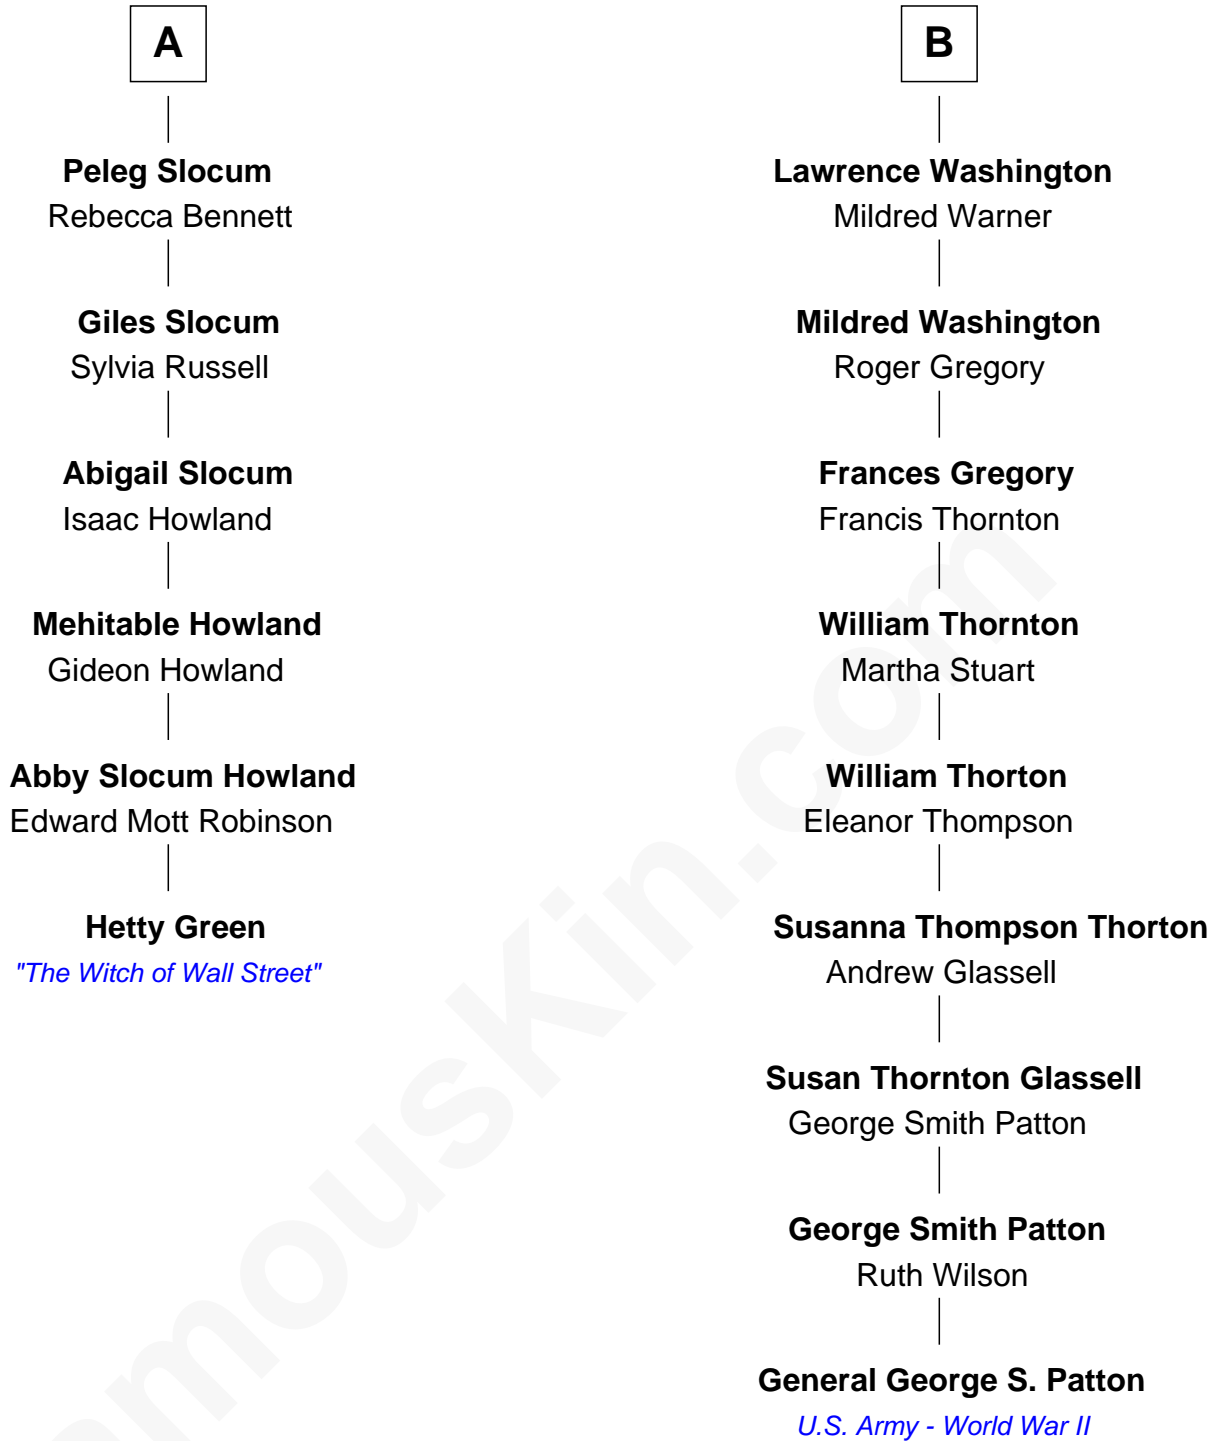 A
Peleg Slocum
Rebecca Bennett
Giles Slocum
Sylvia Russell
Abigail Slocum
Isaac Howland
Mehitable Howland
Gideon Howland
Abby Slocum Howland
Edward Mott Robinson
Hetty Green
"The Witch of Wall Street"
B
Lawrence Washington
Mildred Warner
Mildred Washington
Roger Gregory
Frances Gregory
Francis Thornton
William Thornton
Martha Stuart
William Thorton
Eleanor Thompson
Susanna Thompson Thorton
Andrew Glassell
Susan Thornton Glassell
George Smith Patton
George Smith Patton
Ruth Wilson
General George S. Patton
U.S. Army - World War II
amousKin.com